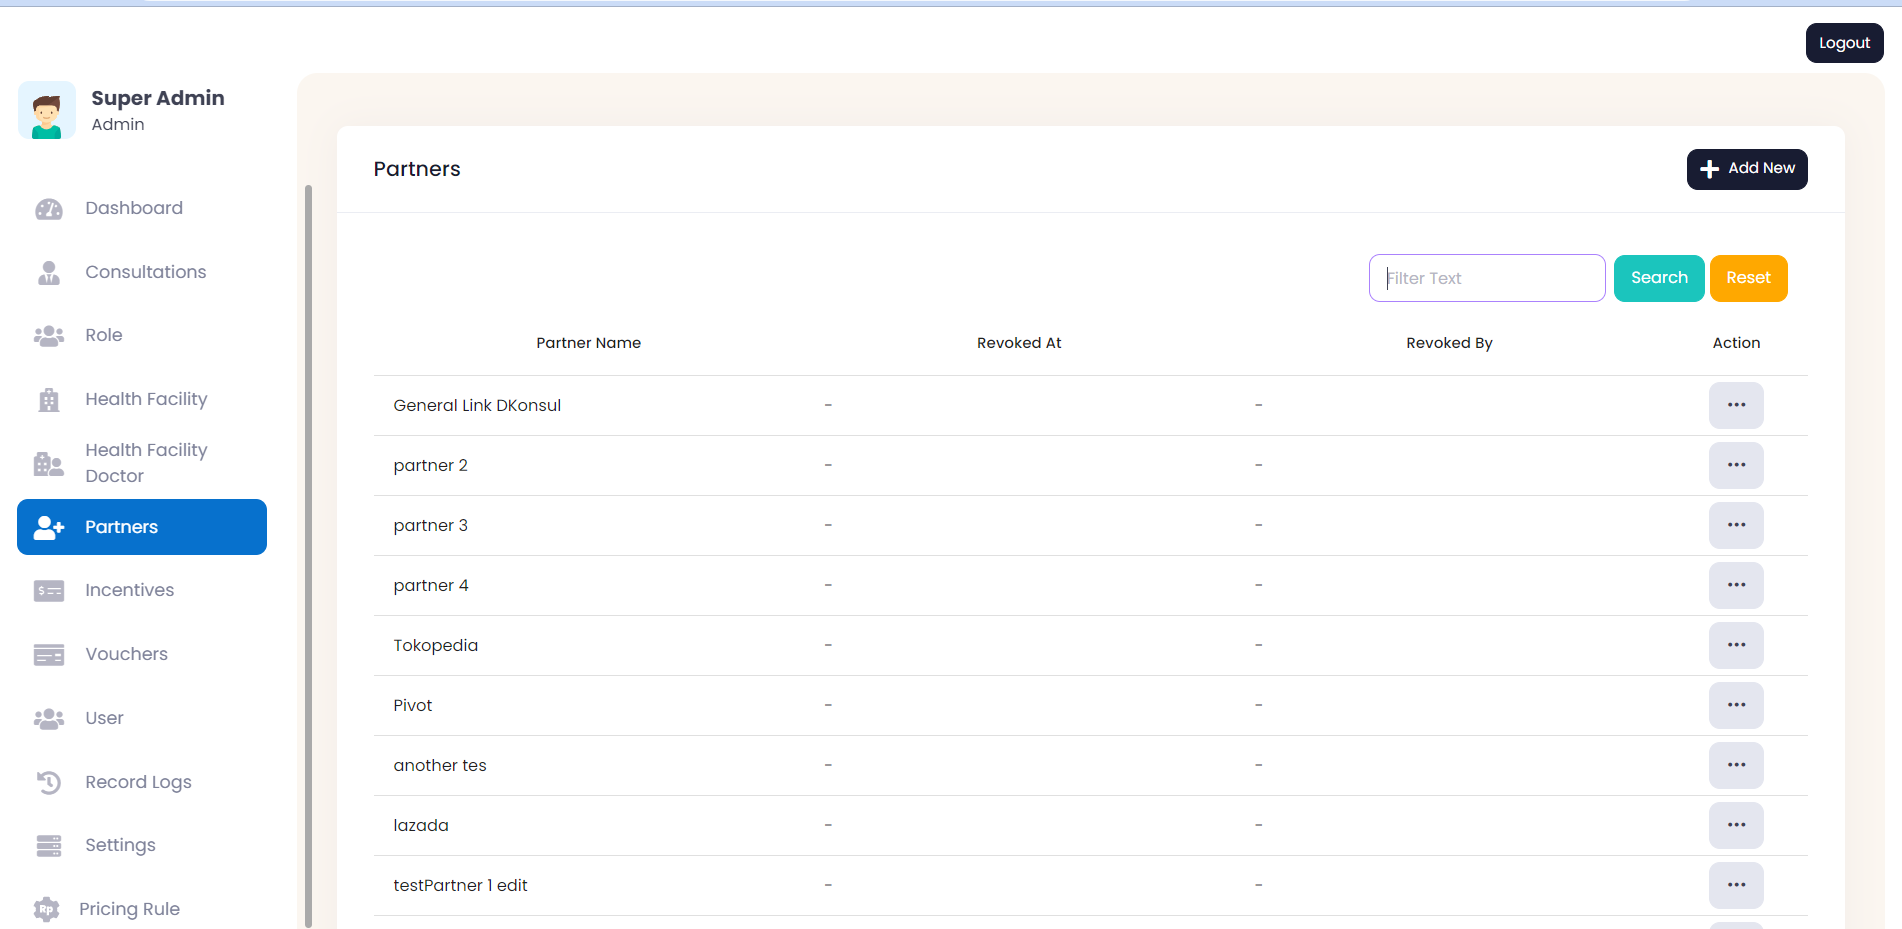 Logout
Super Admin
Admin
Dashboard
Consultations
Role
Health Facility
Health Facility
Doctor
Partners
Incentives
Vouchers
User
Record Logs
Settings
Rp Pricing Rule
Partners
Add New
Filter Text Search Reset
Partner Name Revoked At Revoked By Action
General Link DKonsul - - ...
partner 2 - - ...
partner 3 - - ...
partner 4 - - ...
Tokopedia - - ...
Pivot - - ...
another tes - - ...
lazada - - ...
testPartner 1 edit - - ...